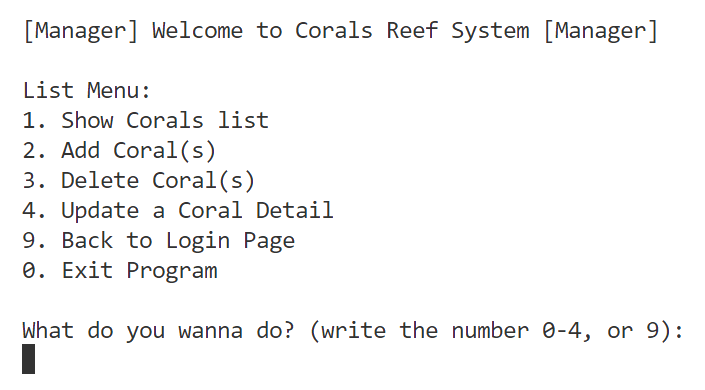 [Manager] Welcome to Corals Reef System [Manager]
List Menu:
1. Show Corals list
2. Add Coral(s)
3. Delete Coral(s)
4. Update a Coral Detail
9. Back to Login Page
0. Exit Program
What do you wanna do? (write the number 0-4, or 9):